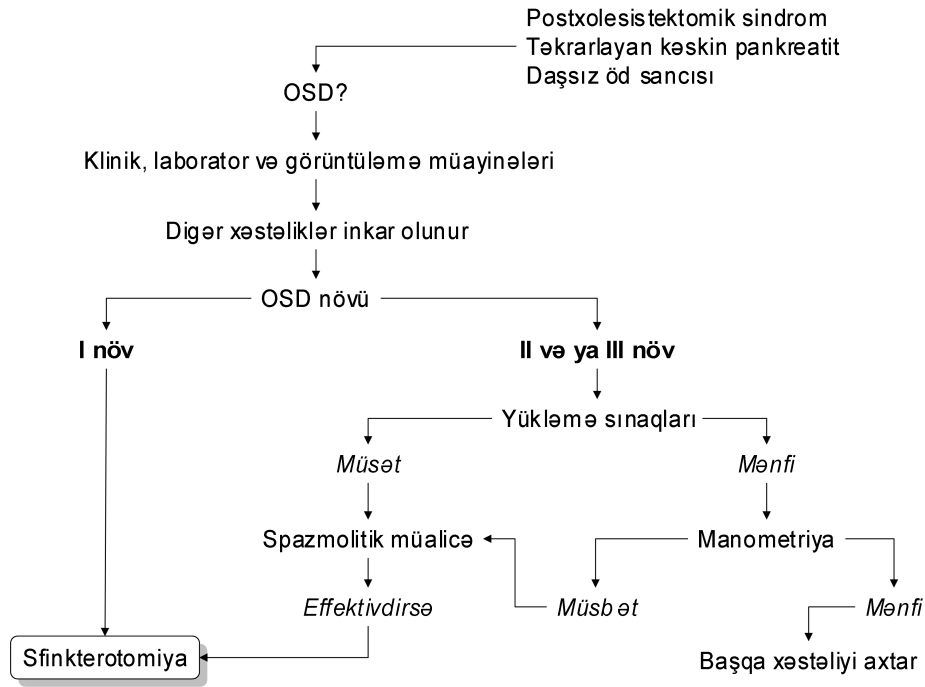 Postxolesistektomik sindrom
Təkrarlayan kəskin pankreatit
Daşsız öd sancısı
OSD?
Klinik, laborator və görüntüləmə müayinələri
Digər xəstəliklər inkar olunur
OSD növü
I növ
II və ya III növ
Yükləmə sınaqları
Müsət
Mənfi
Spazmolitik müalicə
Manometriya
Effektivdirsə
Müsbət
Mənfi
Sfinkterotomiya
Başqa xəstəliyi axtar